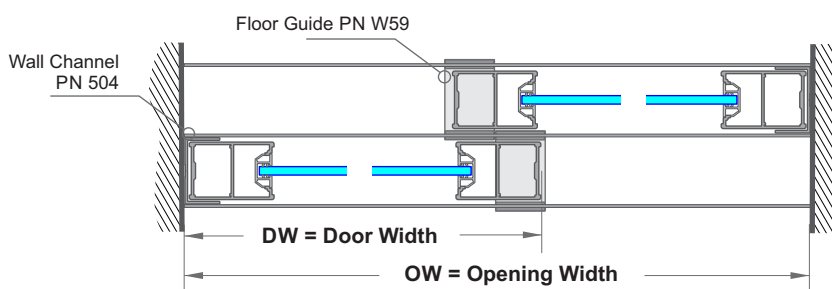 Floor Guide PN W59
Wall Channel
PN 504
DW = Door Width
OW = Opening Width